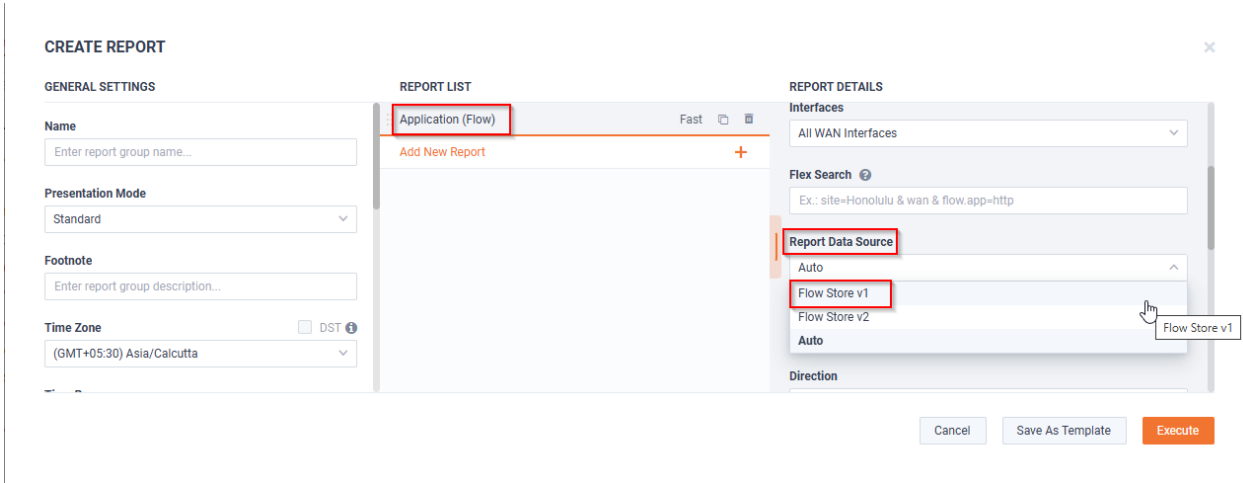 CREATE REPORT
GENERAL SETTINGS
Name
Enter report group name...
Presentation Mode
Standard
Footnote
Enter report group description...
Time Zone
DST
(GMT+05:30) Asia/Calcutta
REPORT LIST
Application (Flow)
Fast
Add New Report
REPORT DETAILS
Interfaces
All WAN Interfaces
Flex Search
Ex.: site=Honolulu & wan & flow.app=http
Report Data Source
Auto
Flow Store v1
Flow Store v2
Auto
Flow Store v1
Direction
Cancel
Save As Template
Execute